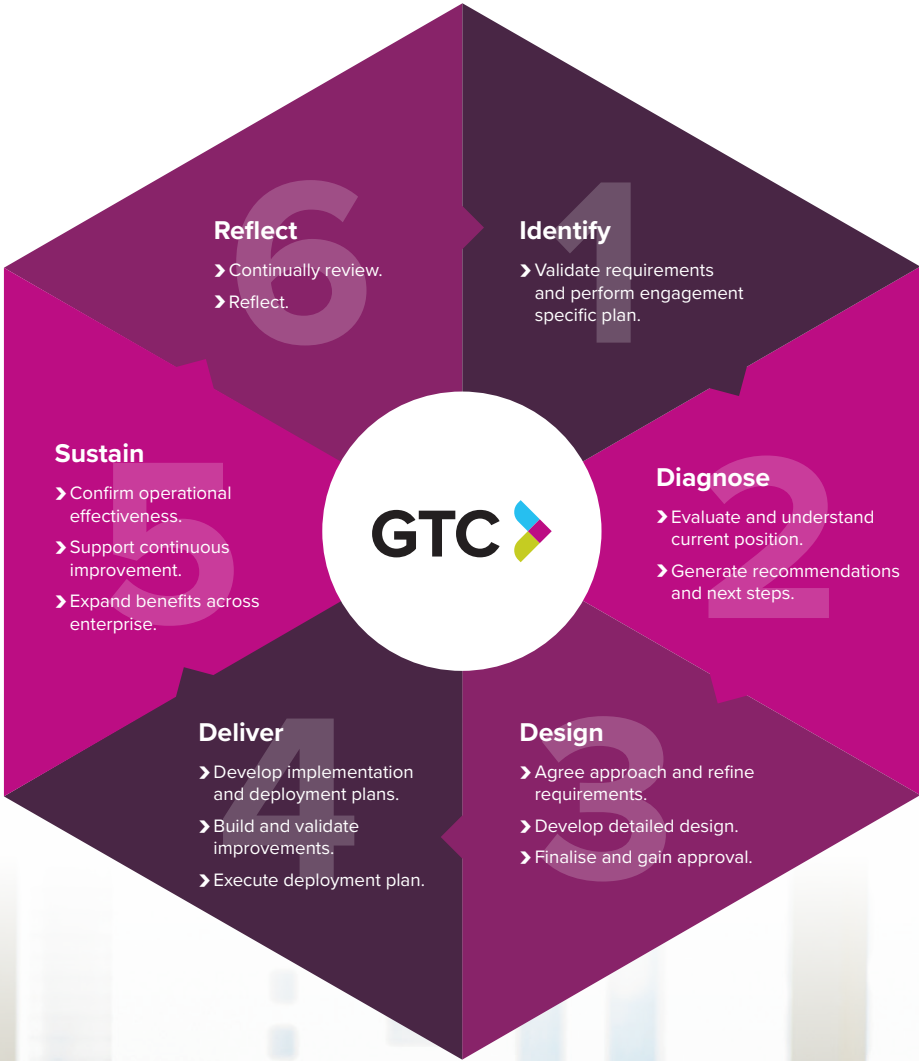 1
Identify
Validate requirements
and perform engagement
specific plan.
2
Diagnose
Evaluate and understand
current position.
Generate recommendations
and next steps.
3
Design
Agree approach and refine
requirements.
Develop detailed design.
Finalise and gain approval.
4
Deliver
Develop implementation
and deployment plans.
Build and validate
improvements.
Execute deployment plan.
5
Sustain
Confirm operational
effectiveness.
Support continuous
improvement.
Expand benefits across
enterprise.
6
Reflect
Continually review.
Reflect.
GTC